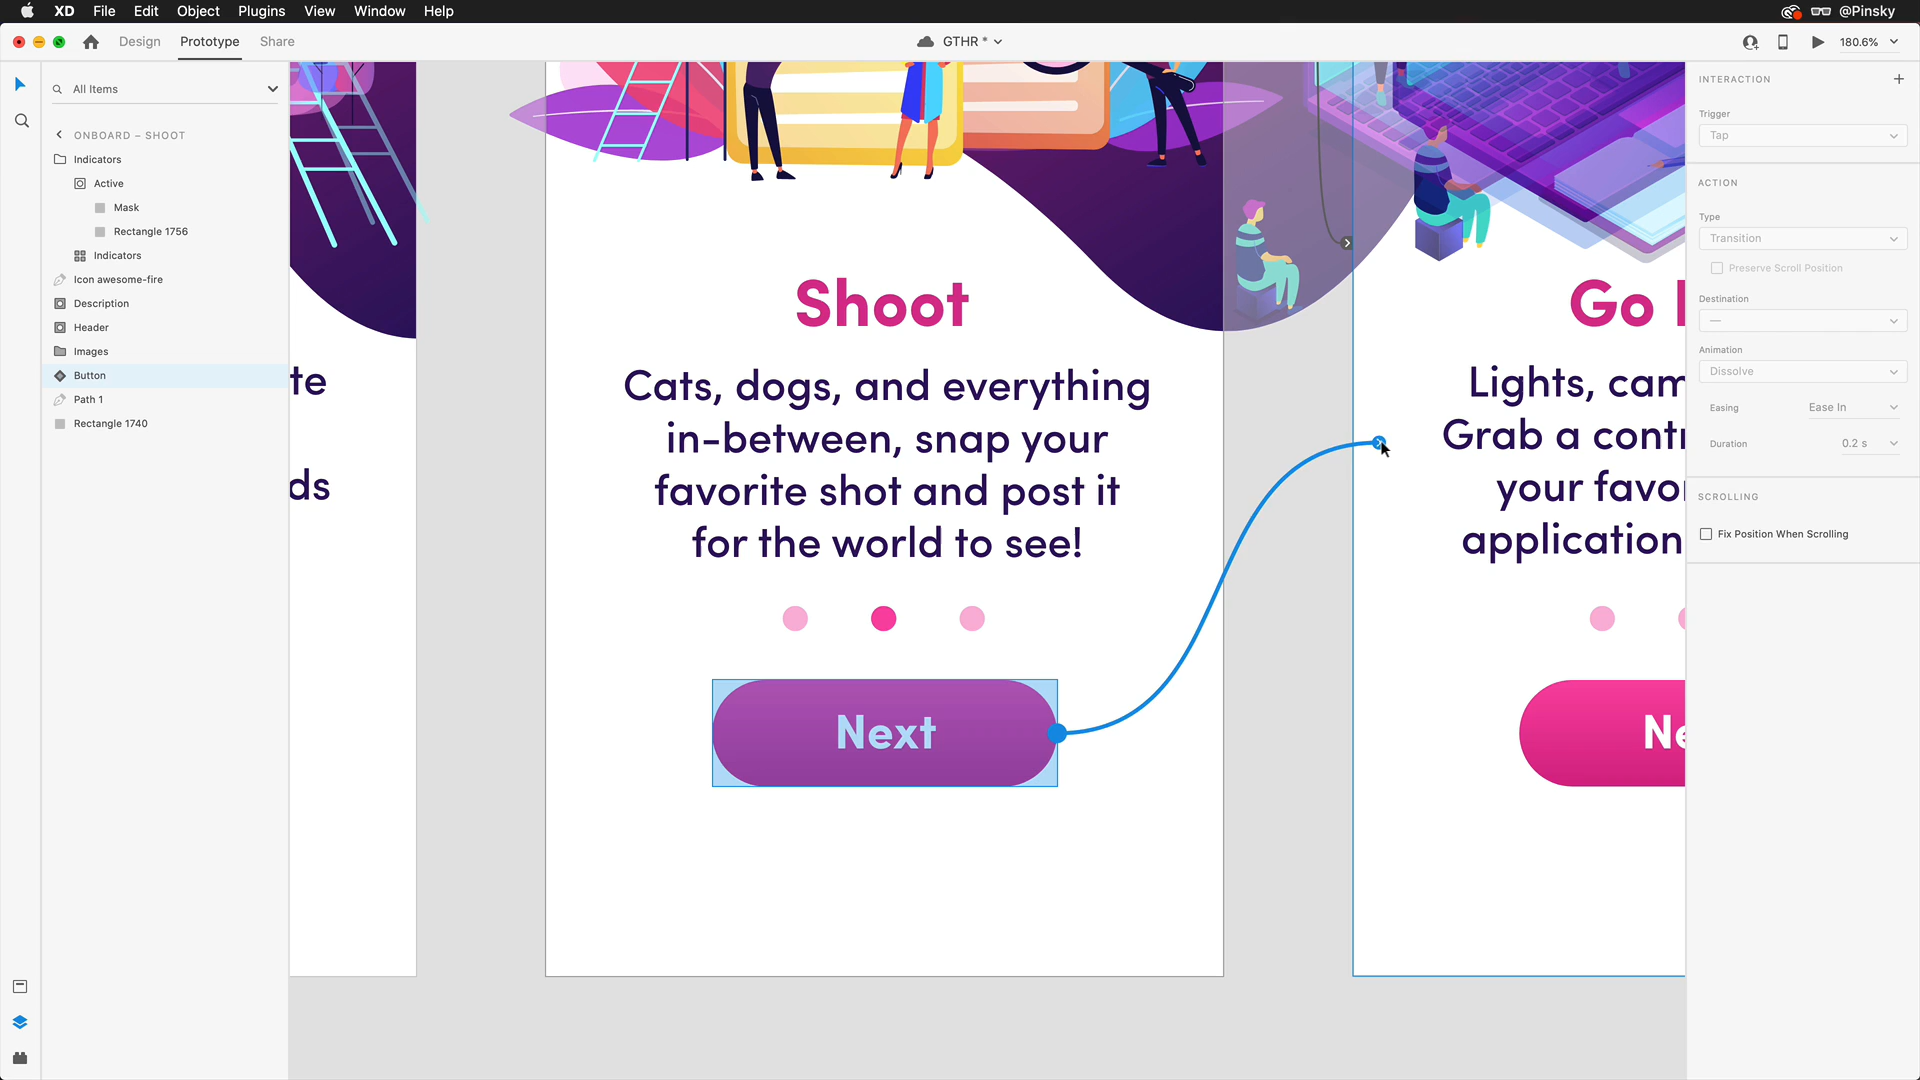 XD File Edit Object Plugins View Window Help @Pinsky
Design Prototype Share GTHR * 180.6%
All Items
ONBOARD – SHOOT
Indicators
Active
Mask
Rectangle 1756
Indicators
Icon awesome-fire
Description
Header
Images
Button
Path 1
Rectangle 1740
te
ds
Shoot
Cats, dogs, and everything
in-between, snap your
favorite shot and post it
for the world to see!
Next
Go
Lights, cam
Grab a contr
your favor
application
Ne
INTERACTION
Trigger
Tap
ACTION
Type
Transition
Preserve Scroll Position
Destination
—
Animation
Dissolve
Easing Ease In
Duration 0.2 s
SCROLLING
Fix Position When Scrolling